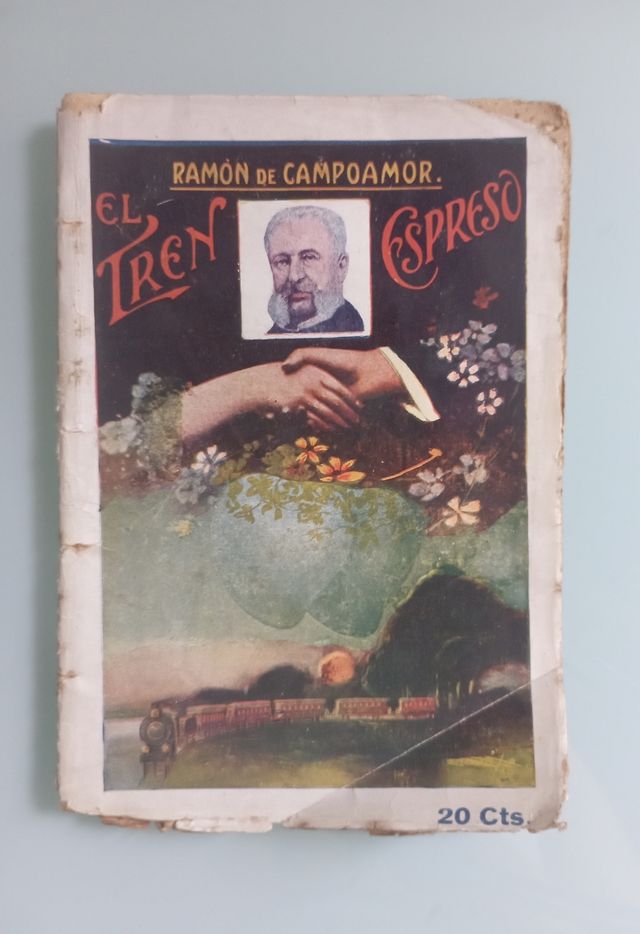 RAMÓN DE CAMPOAMOR.
EL TREN ESPRESO
20 Cts.